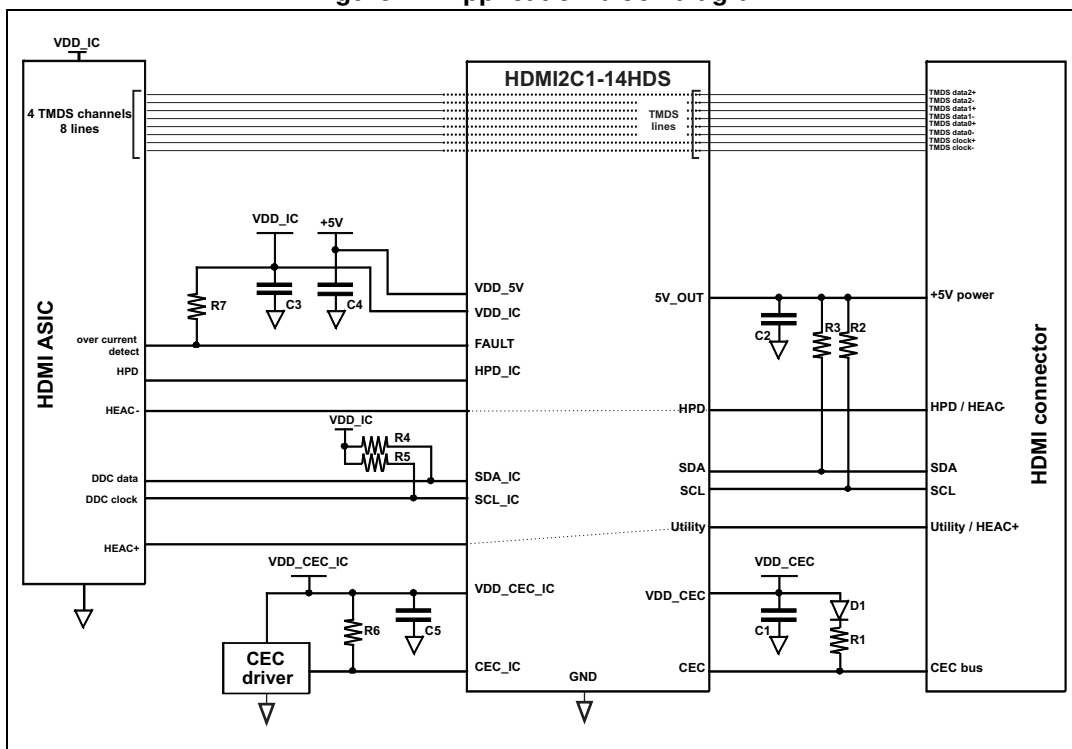 VDD_IC
HDMI2C1-14HDS
4 TMDS channels
8 lines
TMDS
lines
TMDS data2+
TMDS data2-
TMDS data1+
TMDS data1-
TMDS data0+
TMDS data0-
TMDS clock+
TMDS clock-
HDMI ASIC
HDMI connector
VDD_IC
+5V
R7
C3
C4
VDD_5V
VDD_IC
5V_OUT
+5V power
C2
R3
R2
over current
detect
FAULT
HPD
HPD_IC
HEAC-
HPD
HPD / HEAC-
VDD_IC
R4
R5
DDC data
SDA_IC
SDA
SDA
DDC clock
SCL_IC
SCL
SCL
HEAC+
Utility
Utility / HEAC+
VDD_CEC_IC
VDD_CEC_IC
VDD_CEC
VDD_CEC
R6
C5
C1
D1
R1
CEC
driver
CEC_IC
GND
CEC
CEC bus